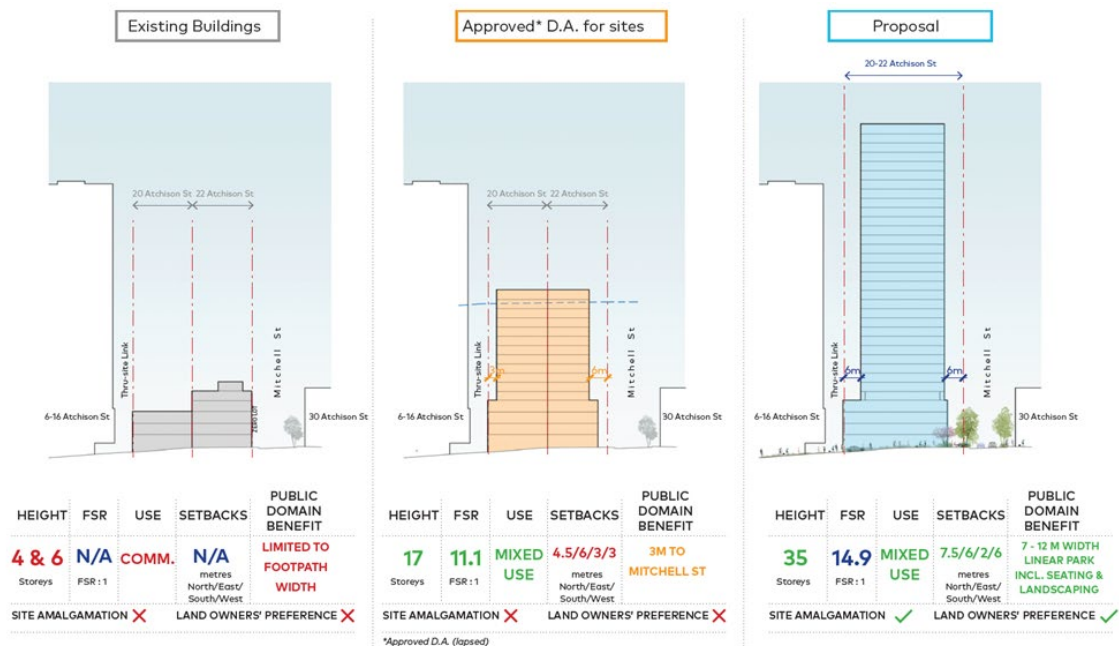 Existing Buildings
20 Atchison St
22 Atchison St
Thru-site Link
Mitchell St
6-16 Atchison St
ZERO LOT
30 Atchison St
HEIGHT
FSR
USE
SETBACKS
PUBLIC
DOMAIN
BENEFIT
4 & 6
N/A
COMM.
N/A
LIMITED TO
FOOTPATH
WIDTH
Storeys
FSR : 1
metres
North/East/
South/West
SITE AMALGAMATION
LAND OWNERS' PREFERENCE
Approved* D.A. for sites
20 Atchison St
22 Atchison St
Thru-site Link
3m
6m
Mitchell St
6-16 Atchison St
30 Atchison St
HEIGHT
FSR
USE
SETBACKS
PUBLIC
DOMAIN
BENEFIT
17
11.1
MIXED
USE
4.5/6/3/3
3M TO
MITCHELL ST
Storeys
FSR : 1
metres
North/East/
South/West
SITE AMALGAMATION
LAND OWNERS' PREFERENCE
*Approved D.A. (lapsed)
Proposal
20-22 Atchison St
Thru-site Link
6m
6m
Mitchell St
6-16 Atchison St
30 Atchison St
HEIGHT
FSR
USE
SETBACKS
PUBLIC
DOMAIN
BENEFIT
35
14.9
MIXED
USE
7.5/6/2/6
7 - 12 M WIDTH
LINEAR PARK
INCL. SEATING &
LANDSCAPING
Storeys
FSR : 1
metres
North/East/
South/West
SITE AMALGAMATION
LAND OWNERS' PREFERENCE